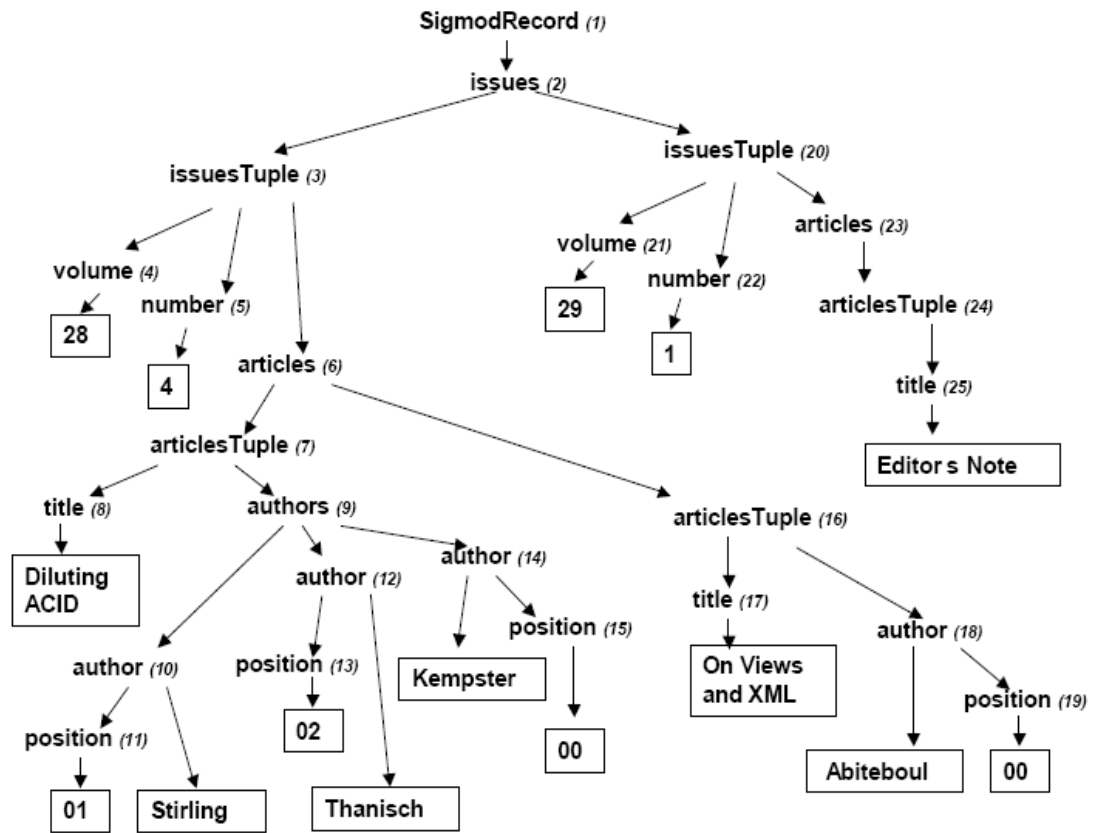 SigmodRecord (1)
issues (2)
issuesTuple (3)
issuesTuple (20)
volume (4)
number (5)
28
4
articles (6)
volume (21)
number (22)
articles (23)
29
1
articlesTuple (24)
title (25)
Editor s Note
articlesTuple (7)
title (8)
authors (9)
articlesTuple (16)
Diluting
ACID
author (10)
author (12)
author (14)
position (11)
position (13)
position (15)
01
Stirling
02
Thanisch
Kempster
00
title (17)
author (18)
On Views
and XML
position (19)
Abiteboul
00